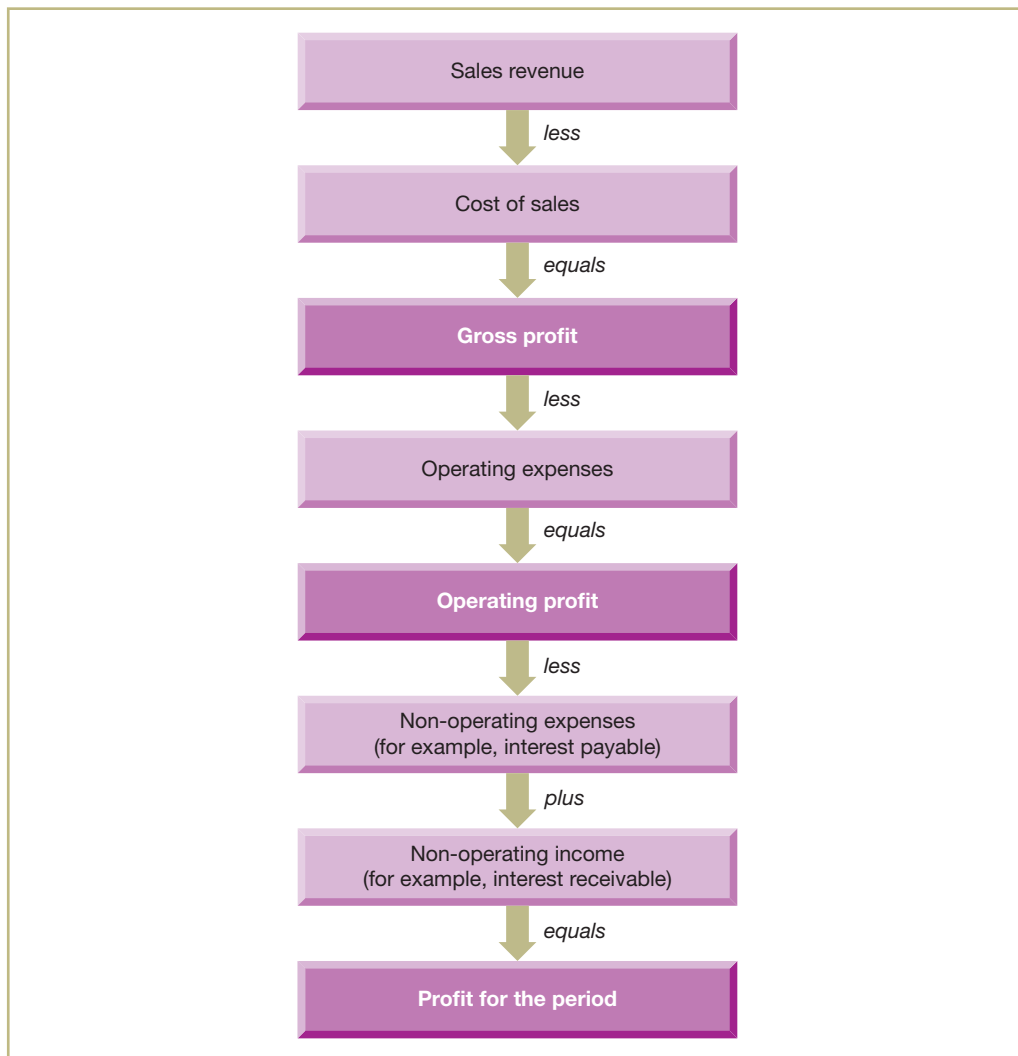 Sales revenue
less
Cost of sales
equals
Gross profit
less
Operating expenses
equals
Operating profit
less
Non-operating expenses
(for example, interest payable)
plus
Non-operating income
(for example, interest receivable)
equals
Profit for the period